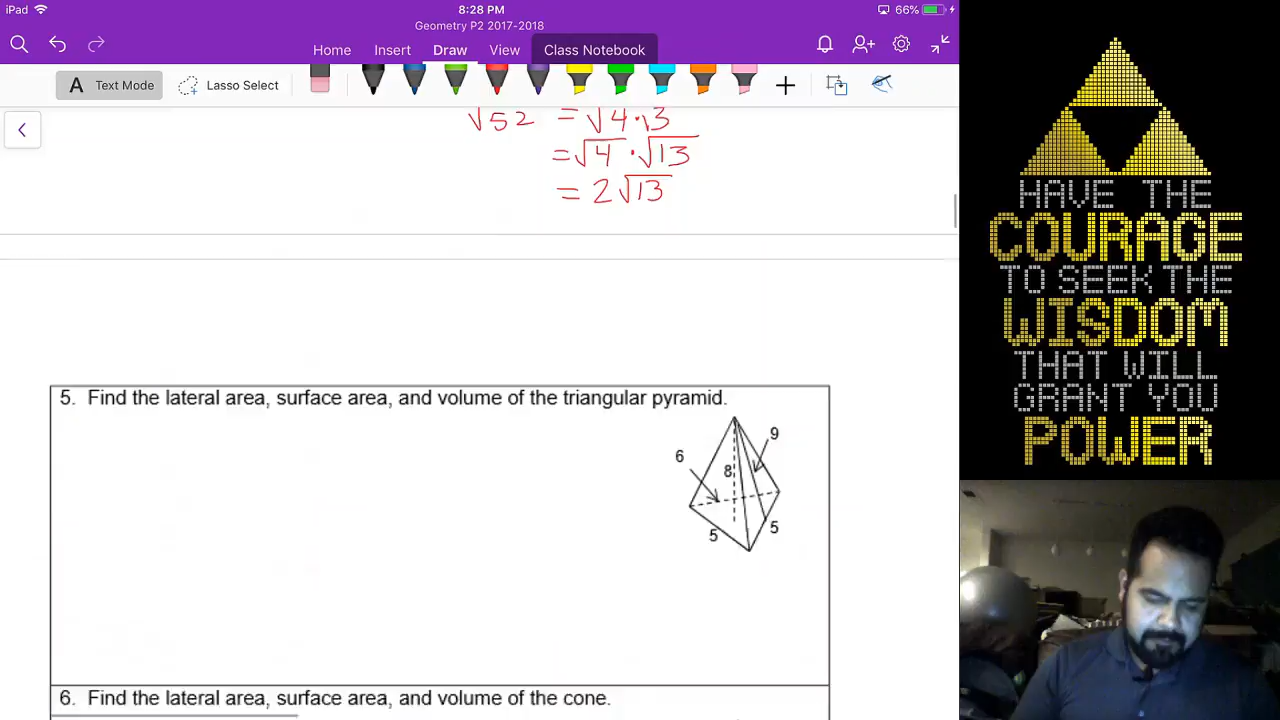 iPad
8:28 PM
66%
Geometry P2 2017-2018
Home Insert Draw View Class Notebook
A Text Mode Lasso Select
√52 = √4·√3
= √4 · √13
= 2√13
5. Find the lateral area, surface area, and volume of the triangular pyramid.
9
6
8
5
5
6. Find the lateral area, surface area, and volume of the cone.
HAVE THE
COURAGE
TO SEEK THE
WISDOM
THAT WILL
GRANT YOU
POWER